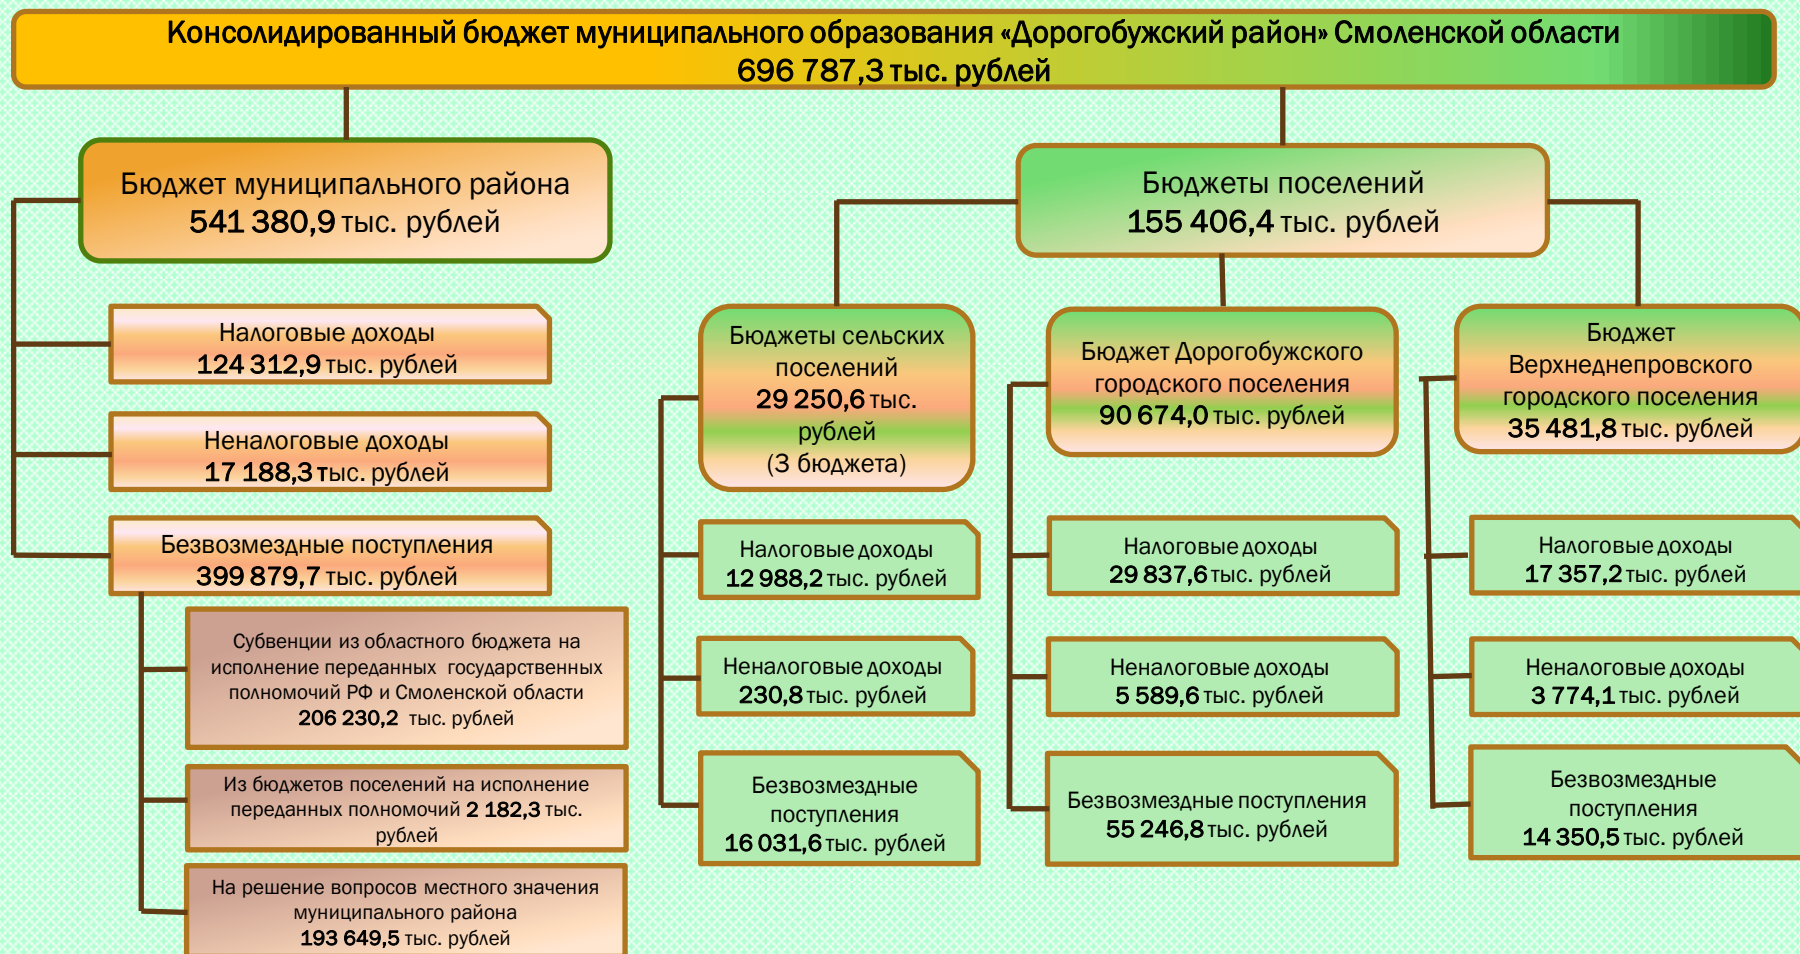 Консолидированный бюджет муниципального образования «Дорогобужский район» Смоленской области
696 787,3 тыс. рублей
Бюджет муниципального района
541 380,9 тыс. рублей
Налоговые доходы
124 312,9 тыс. рублей
Неналоговые доходы
17 188,3 тыс. рублей
Безвозмездные поступления
399 879,7 тыс. рублей
Субвенции из областного бюджета на
исполнение переданных государственных
полномочий РФ и Смоленской области
206 230,2 тыс. рублей
Из бюджетов поселений на исполнение
переданных полномочий 2 182,3 тыс.
рублей
На решение вопросов местного значения
муниципального района
193 649,5 тыс. рублей
Бюджеты поселений
155 406,4 тыс. рублей
Бюджеты сельских
поселений
29 250,6 тыс.
рублей
(3 бюджета)
Налоговые доходы
12 988,2 тыс. рублей
Неналоговые доходы
230,8 тыс. рублей
Безвозмездные
поступления
16 031,6 тыс. рублей
Бюджет Дорогобужского
городского поселения
90 674,0 тыс. рублей
Налоговые доходы
29 837,6 тыс. рублей
Неналоговые доходы
5 589,6 тыс. рублей
Безвозмездные поступления
55 246,8 тыс. рублей
Бюджет
Верхнеднепровского
городского поселения
35 481,8 тыс. рублей
Налоговые доходы
17 357,2 тыс. рублей
Неналоговые доходы
3 774,1 тыс. рублей
Безвозмездные
поступления
14 350,5 тыс. рублей